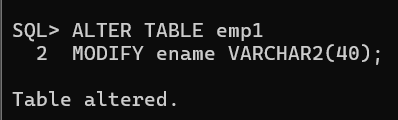 SQL> ALTER TABLE emp1
  2  MODIFY ename VARCHAR2(40);
Table altered.